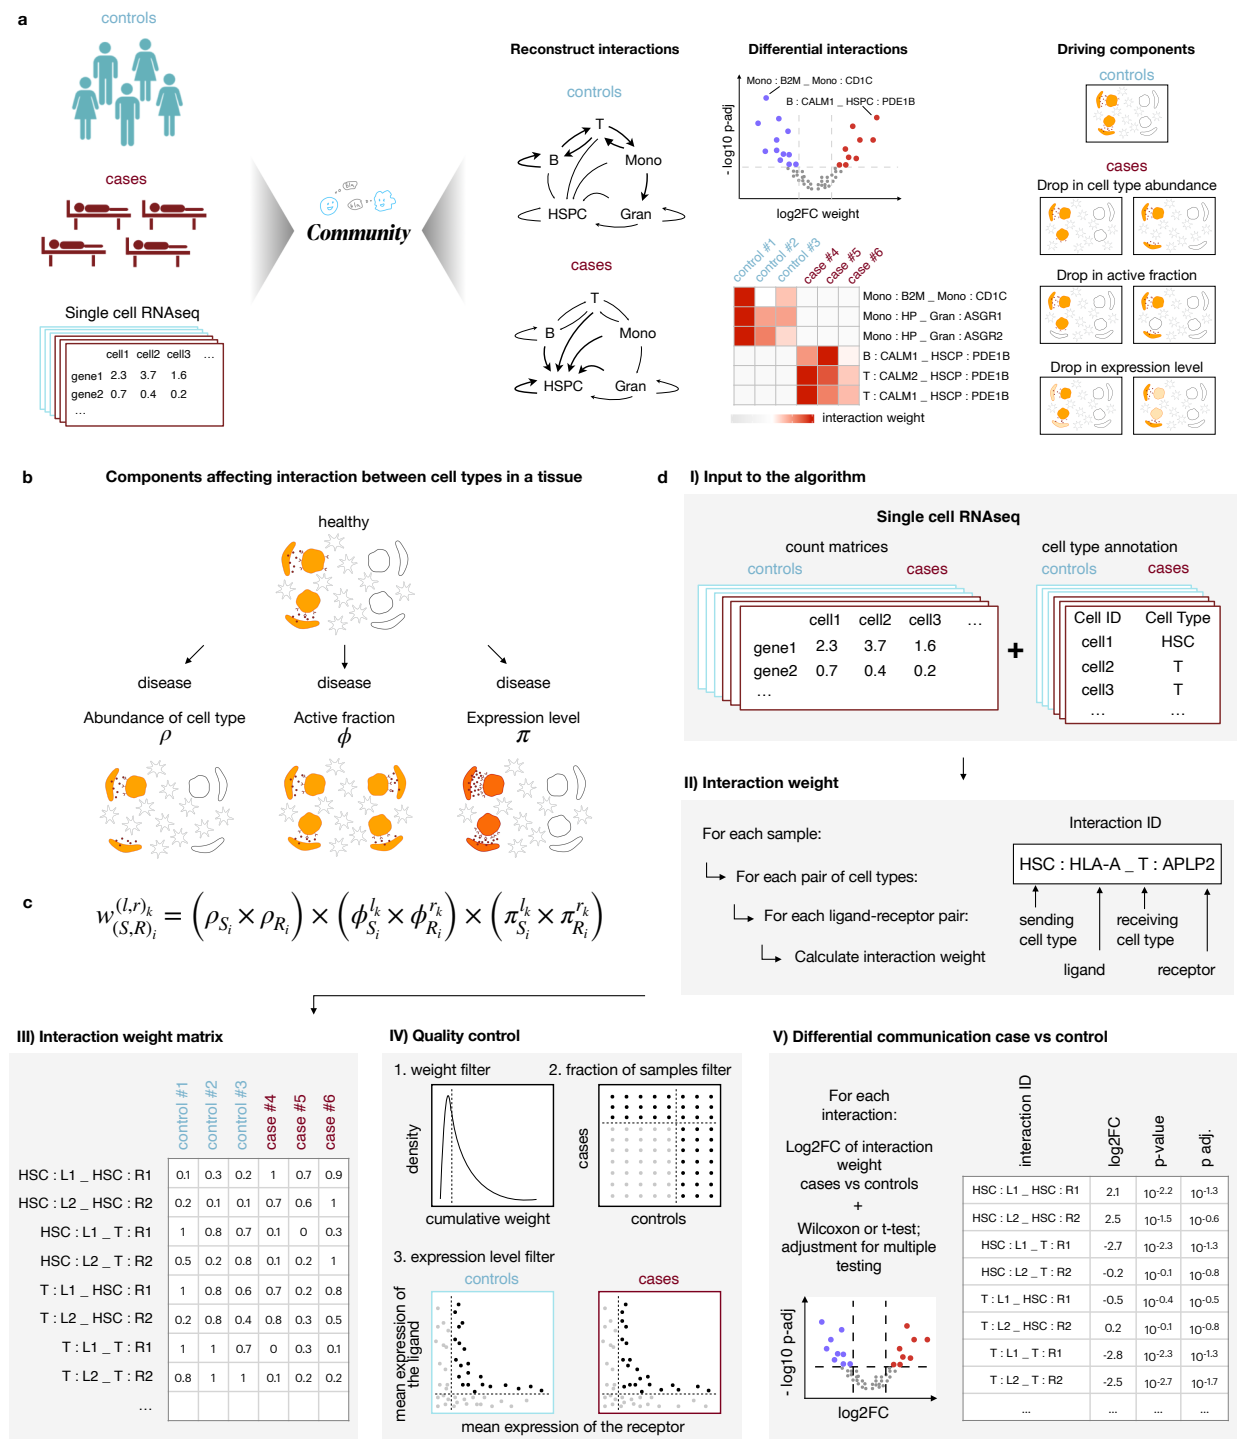 a
controls
cases
Single cell RNAseq
cell1 cell2 cell3 ...
gene1 2.3 3.7 1.6
gene2 0.7 0.4 0.2
...
Bla
Bla
Community
Reconstruct interactions
controls
T
B
Mono
HSPC
Gran
cases
T
B
Mono
HSPC
Gran
Differential interactions
Mono : B2M _ Mono : CD1C
B : CALM1 _ HSPC : PDE1B
- log10 p-adj
log2FC weight
control #1
control #2
control #3
case #4
case #5
case #6
Mono : B2M _ Mono : CD1C
Mono : HP _ Gran : ASGR1
Mono : HP _ Gran : ASGR2
B : CALM1 _ HSCP : PDE1B
T : CALM2 _ HSCP : PDE1B
T : CALM1 _ HSCP : PDE1B
interaction weight
Driving components
controls
cases
Drop in cell type abundance
Drop in active fraction
Drop in expression level
b
Components affecting interaction between cell types in a tissue
healthy
disease
disease
disease
Abundance of cell type
ρ
Active fraction
ϕ
Expression level
π
c
w_{(S,R)_i}^{(l,r)_k} = (ρ_{S_i} × ρ_{R_i}) × (ϕ_{S_i}^{l_k} × ϕ_{R_i}^{r_k}) × (π_{S_i}^{l_k} × π_{R_i}^{r_k})
d
I) Input to the algorithm
Single cell RNAseq
count matrices
controls
cases
cell1 cell2 cell3 ...
gene1 2.3 3.7 1.6
gene2 0.7 0.4 0.2
...
+
cell type annotation
controls
cases
Cell ID Cell Type
cell1 HSC
cell2 T
cell3 T
... ...
II) Interaction weight
For each sample:
For each pair of cell types:
For each ligand-receptor pair:
Calculate interaction weight
Interaction ID
HSC : HLA-A _ T : APLP2
sending
cell type
receiving
cell type
ligand
receptor
III) Interaction weight matrix
control #1
control #2
control #3
case #4
case #5
case #6
HSC : L1 _ HSC : R1 0.1 0.3 0.2 1 0.7 0.9
HSC : L2 _ HSC : R2 0.2 0.1 0.1 0.7 0.6 1
HSC : L1 _ T : R1 1 0.8 0.7 0.1 0 0.3
HSC : L2 _ T : R2 0.5 0.2 0.8 0.1 0.2 1
T : L1 _ HSC : R1 1 0.8 0.6 0.7 0.2 0.8
T : L2 _ HSC : R2 0.2 0.8 0.4 0.8 0.3 0.5
T : L1 _ T : R1 1 1 0.7 0 0.3 0.1
T : L2 _ T : R2 0.8 1 1 0.1 0.2 0.2
...
IV) Quality control
1. weight filter
density
cumulative weight
2. fraction of samples filter
cases
controls
3. expression level filter
controls
cases
mean expression of
the ligand
mean expression of the receptor
V) Differential communication case vs control
For each
interaction:
Log2FC of interaction
weight
cases vs controls
+
Wilcoxon or t-test;
adjustment for multiple
testing
- log10 p-adj
log2FC
interaction ID
log2FC
p-value
p adj.
HSC : L1 _ HSC : R1 2.1 10^-2.2 10^-1.3
HSC : L2 _ HSC : R2 2.5 10^-1.5 10^-0.6
HSC : L1 _ T : R1 -2.7 10^-2.3 10^-1.3
HSC : L2 _ T : R2 -0.2 10^-0.1 10^-0.8
T : L1 _ HSC : R1 -0.5 10^-0.4 10^-0.5
T : L2 _ HSC : R2 0.2 10^-0.1 10^-0.8
T : L1 _ T : R1 -2.8 10^-2.3 10^-1.3
T : L2 _ T : R2 -2.5 10^-2.7 10^-1.7
... ... ... ...